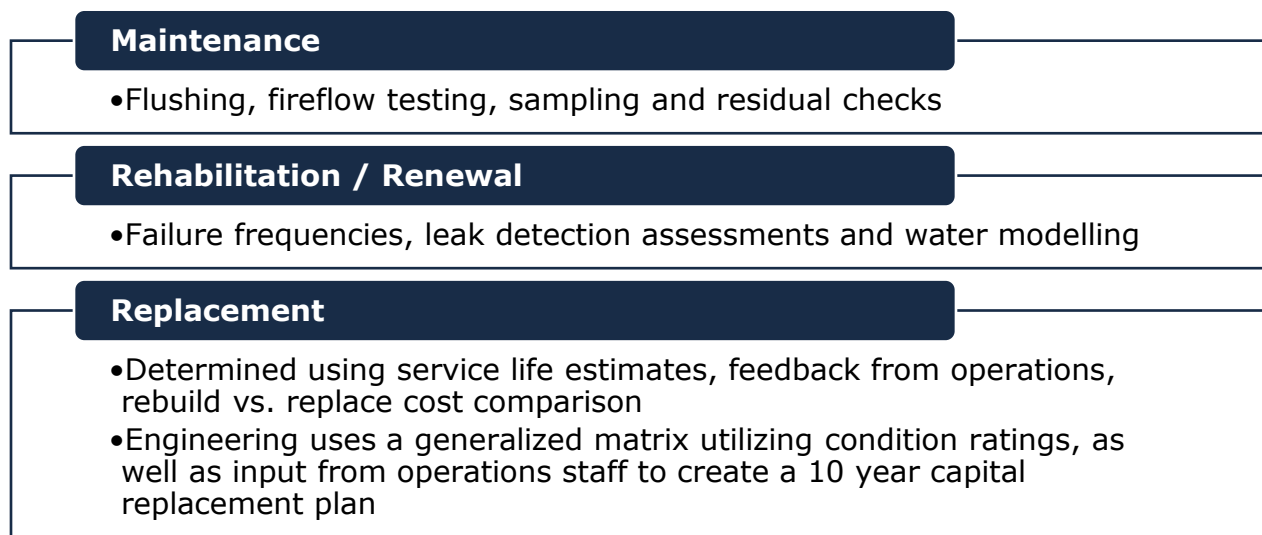 Maintenance
•Flushing, fireflow testing, sampling and residual checks
Rehabilitation / Renewal
•Failure frequencies, leak detection assessments and water modelling
Replacement
•Determined using service life estimates, feedback from operations,
rebuild vs. replace cost comparison
•Engineering uses a generalized matrix utilizing condition ratings, as
well as input from operations staff to create a 10 year capital
replacement plan